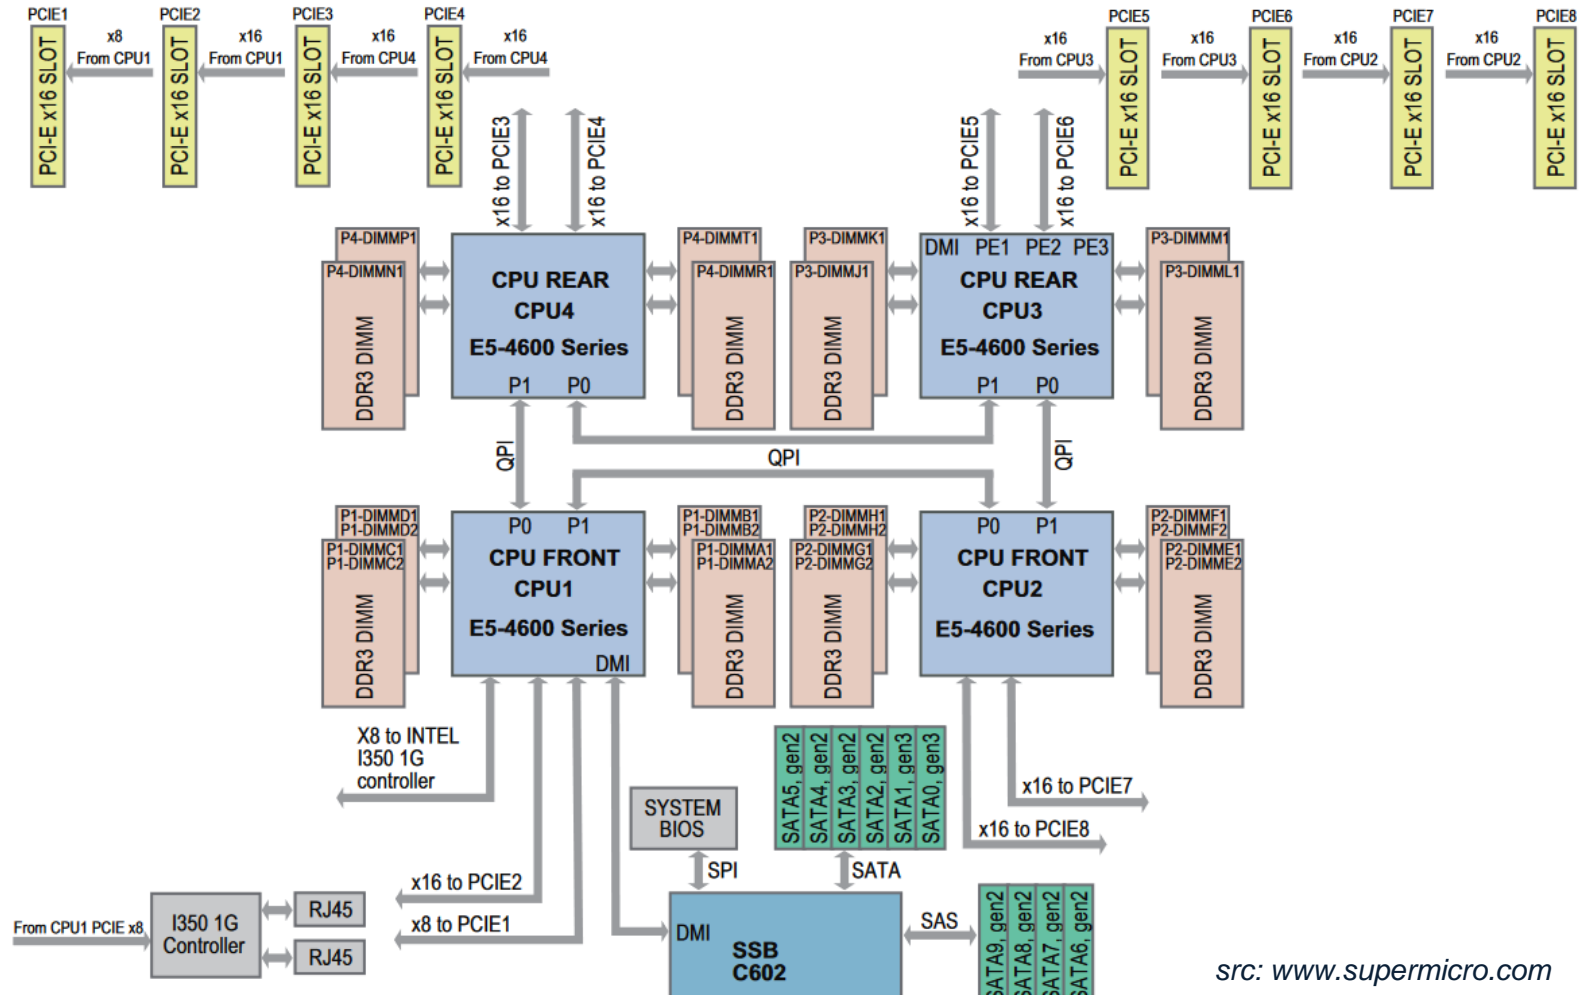 PCIE1
PCIE2
PCIE3
PCIE4
x8
From CPU1
x16
From CPU1
x16
From CPU4
x16
From CPU4
PCI-E x16 SLOT
PCI-E x16 SLOT
PCI-E x16 SLOT
PCI-E x16 SLOT
PCIE5
PCIE6
PCIE7
PCIE8
x16
From CPU3
x16
From CPU3
x16
From CPU2
x16
From CPU2
PCI-E x16 SLOT
PCI-E x16 SLOT
PCI-E x16 SLOT
PCI-E x16 SLOT
x16 to PCIE3
x16 to PCIE4
x16 to PCIE5
x16 to PCIE6
P4-DIMMP1
P4-DIMMN1
DDR3 DIMM
CPU REAR
CPU4
E5-4600 Series
P1
P0
P4-DIMMT1
P4-DIMMR1
DDR3 DIMM
P3-DIMMK1
P3-DIMMJ1
DDR3 DIMM
DMI
PE1
PE2
PE3
CPU REAR
CPU3
E5-4600 Series
P1
P0
P3-DIMMM1
P3-DIMML1
DDR3 DIMM
QPI
QPI
QPI
P1-DIMMD1
P1-DIMMD2
P1-DIMMC1
P1-DIMMC2
DDR3 DIMM
P0
P1
CPU FRONT
CPU1
E5-4600 Series
DMI
P1-DIMMB1
P1-DIMMB2
P1-DIMMA1
P1-DIMMA2
DDR3 DIMM
P2-DIMMH1
P2-DIMMH2
P2-DIMMG1
P2-DIMMG2
DDR3 DIMM
P0
P1
CPU FRONT
CPU2
E5-4600 Series
P2-DIMMF1
P2-DIMMF2
P2-DIMME1
P2-DIMME2
DDR3 DIMM
X8 to INTEL
I350 1G
controller
SYSTEM
BIOS
SATA5, gen2
SATA4, gen2
SATA3, gen2
SATA2, gen2
SATA1, gen3
SATA0, gen3
x16 to PCIE7
x16 to PCIE8
SPI
SATA
x16 to PCIE2
x8 to PCIE1
From CPU1 PCIE x8
I350 1G
Controller
RJ45
RJ45
DMI
SSB
C602
SAS
SATA9, gen2
SATA8, gen2
SATA7, gen2
SATA6, gen2
src: www.supermicro.com